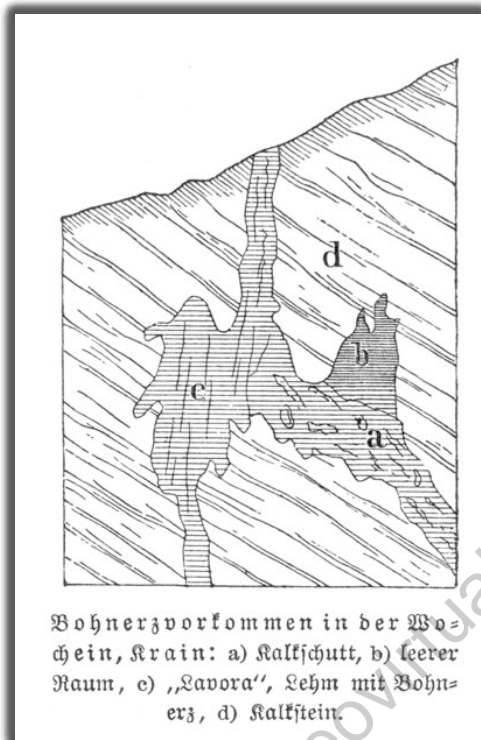 d
b
c
a
Bohnerzvorkommen in der Wo-
chein, Krain: a) Kalkschutt, b) leerer
Raum, c) „Lavora“, Lehm mit Bohn-
erz, d) Kalkstein.